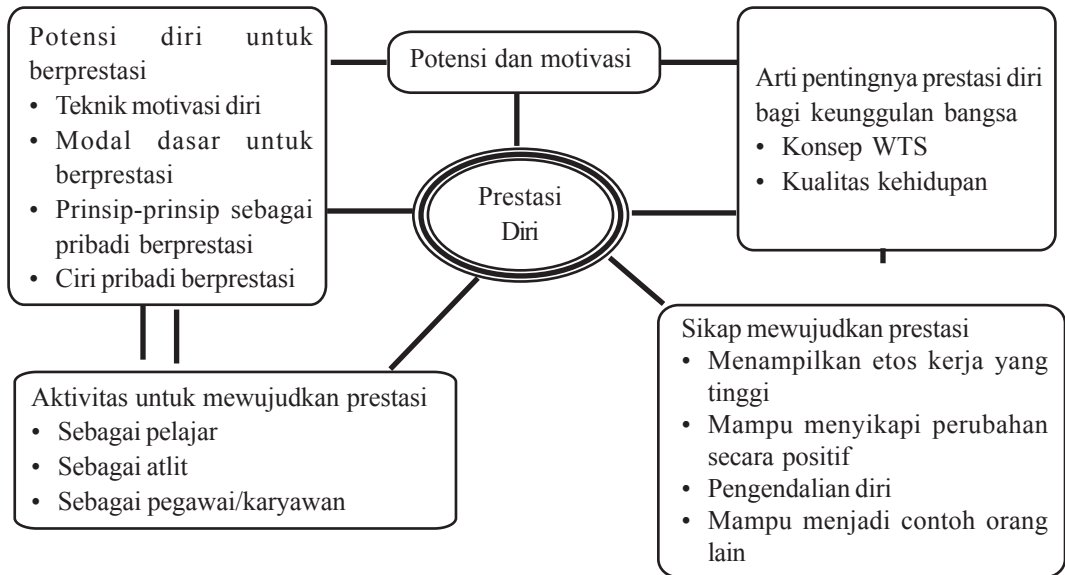 Potensi diri untuk
berprestasi
• Teknik motivasi diri
• Modal dasar untuk
berprestasi
• Prinsip-prinsip sebagai
pribadi berprestasi
• Ciri pribadi berprestasi
Potensi dan motivasi
Arti pentingnya prestasi diri
bagi keunggulan bangsa
• Konsep WTS
• Kualitas kehidupan
Prestasi
Diri
Aktivitas untuk mewujudkan prestasi
• Sebagai pelajar
• Sebagai atlit
• Sebagai pegawai/karyawan
Sikap mewujudkan prestasi
• Menampilkan etos kerja yang
tinggi
• Mampu menyikapi perubahan
secara positif
• Pengendalian diri
• Mampu menjadi contoh orang
lain